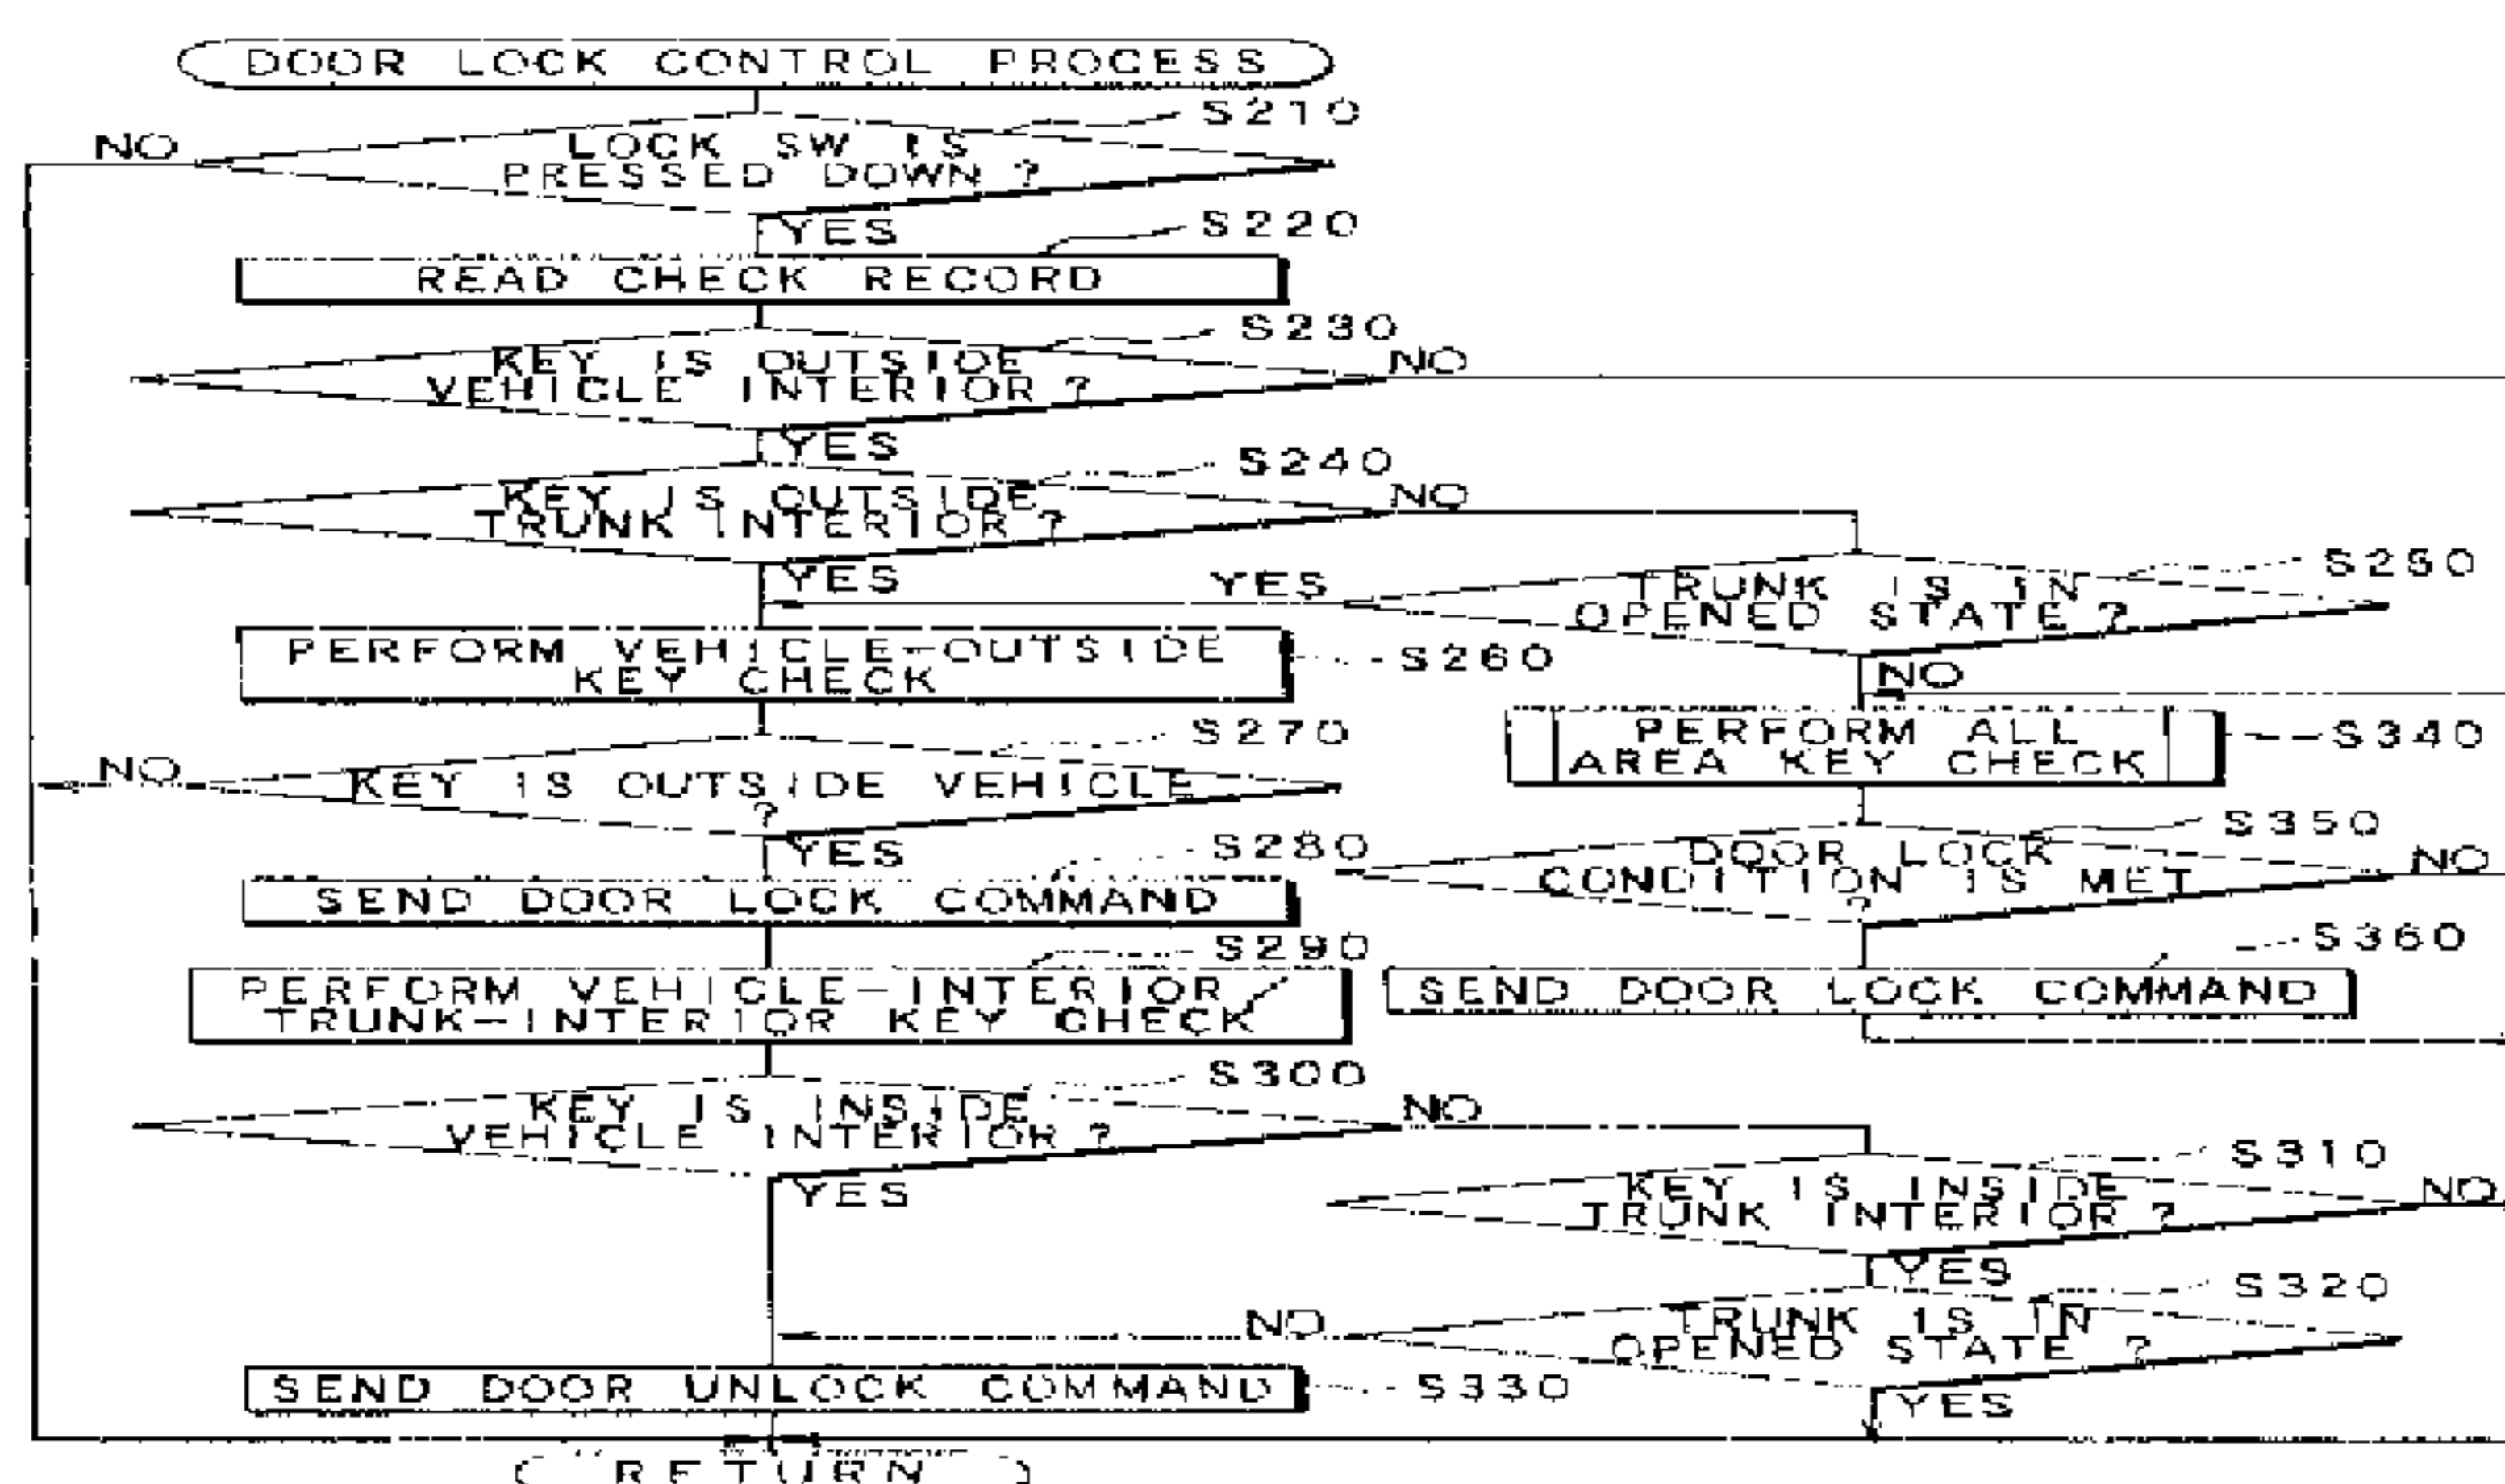 DOOR LOCK CONTROL PROCESS
S210
NO
LOCK SW IS
PRESSED DOWN ?
YES
S220
READ CHECK RECORD
S230
KEY IS OUTSIDE
VEHICLE INTERIOR ?
NO
YES
S240
KEY IS OUTSIDE
TRUNK INTERIOR ?
NO
YES
YES
S250
TRUNK IS IN
OPENED STATE ?
NO
PERFORM VEHICLE-OUTSIDE
KEY CHECK
S260
S270
NO
KEY IS OUTSIDE VEHICLE
?
YES
PERFORM ALL
AREA KEY CHECK
S340
S280
SEND DOOR LOCK COMMAND
S350
DOOR LOCK
CONDITION IS MET
?
NO
S290
PERFORM VEHICLE-INTERIOR/
TRUNK-INTERIOR KEY CHECK
S360
SEND DOOR LOCK COMMAND
S300
KEY IS INSIDE
VEHICLE INTERIOR ?
NO
YES
S310
KEY IS INSIDE
TRUNK INTERIOR ?
NO
YES
S320
NO
TRUNK IS IN
OPENED STATE ?
YES
SEND DOOR UNLOCK COMMAND
S330
RETURN